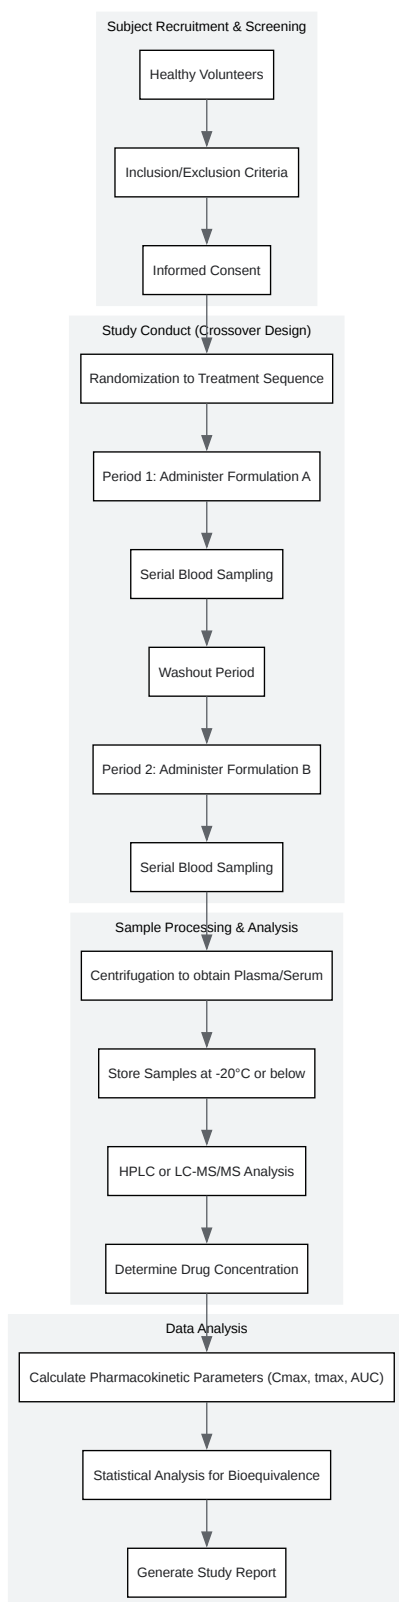 Subject Recruitment & Screening
Healthy Volunteers
Inclusion/Exclusion Criteria
Informed Consent
Study Conduct (Crossover Design)
Randomization to Treatment Sequence
Period 1: Administer Formulation A
Serial Blood Sampling
Washout Period
Period 2: Administer Formulation B
Serial Blood Sampling
Sample Processing & Analysis
Centrifugation to obtain Plasma/Serum
Store Samples at -20°C or below
HPLC or LC-MS/MS Analysis
Determine Drug Concentration
Data Analysis
Calculate Pharmacokinetic Parameters (Cmax, tmax, AUC)
Statistical Analysis for Bioequivalence
Generate Study Report